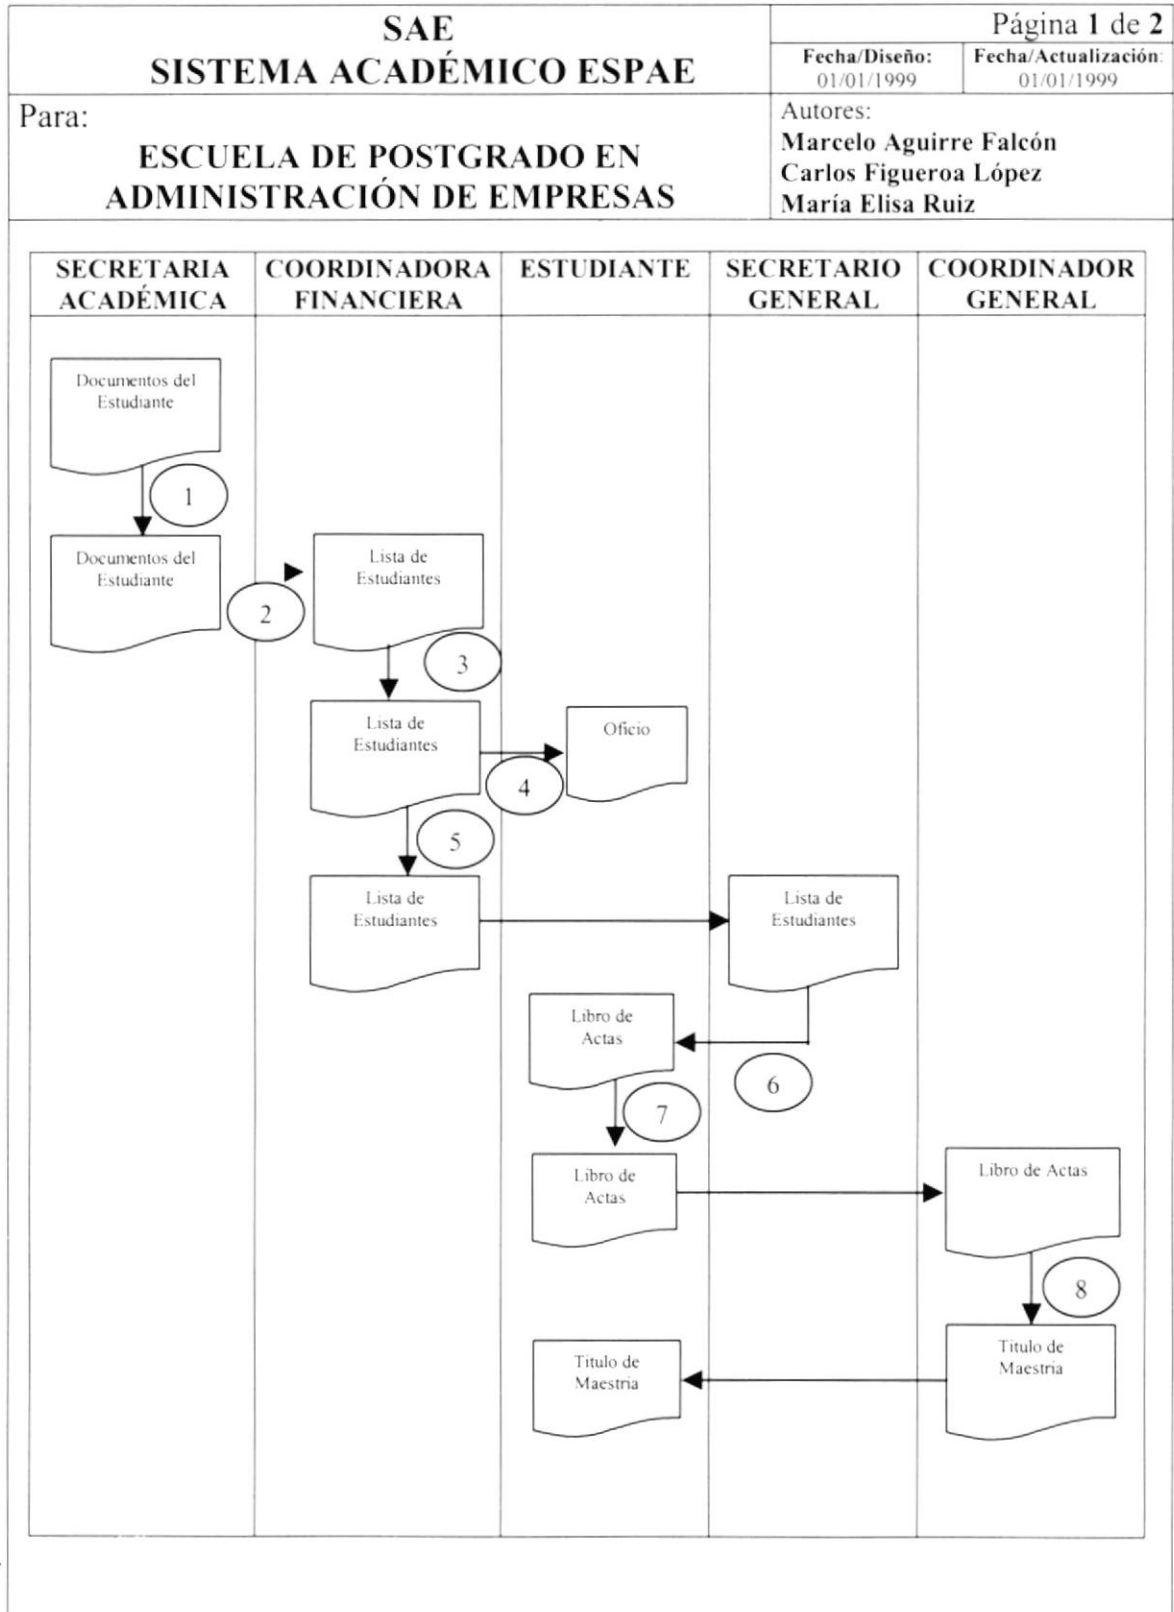 SAE
SISTEMA ACADÉMICO ESPAE
Página 1 de 2
Fecha/Diseño:
01/01/1999
Fecha/Actualización:
01/01/1999
Para:
ESCUELA DE POSTGRADO EN
ADMINISTRACIÓN DE EMPRESAS
Autores:
Marcelo Aguirre Falcón
Carlos Figueroa López
María Elisa Ruiz
SECRETARIA
ACADÉMICA
COORDINADORA
FINANCIERA
ESTUDIANTE
SECRETARIO
GENERAL
COORDINADOR
GENERAL
Documentos del
Estudiante
1
Documentos del
Estudiante
2
Lista de
Estudiantes
3
Lista de
Estudiantes
4
Oficio
5
Lista de
Estudiantes
Lista de
Estudiantes
6
Libro de
Actas
7
Libro de
Actas
Libro de Actas
8
Titulo de
Maestria
Titulo de
Maestria